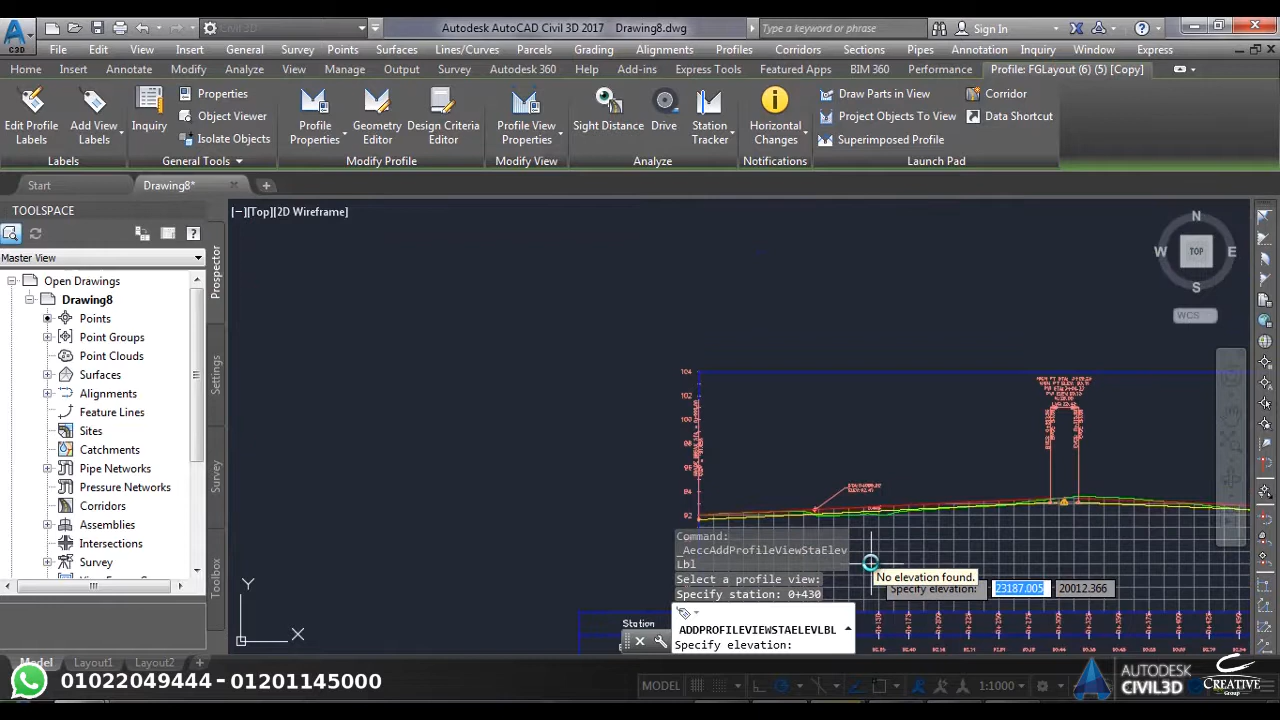 Civil 3D
Autodesk AutoCAD Civil 3D 2017 Drawing8.dwg
Type a keyword or phrase
Sign In
C3D
File Edit View Insert General Survey Points Surfaces Lines/Curves Parcels Grading Alignments Profiles Corridors Sections Pipes Annotation Inquiry Window Express
Home Insert Annotate Modify Analyze View Manage Output Survey Autodesk 360 Help Add-ins Express Tools Featured Apps BIM 360 Performance Profile: FGLayout (6) (5) [Copy]
Edit Profile Labels
Add View Labels
Inquiry
Properties
Object Viewer
Isolate Objects
Profile Properties
Geometry Editor
Design Criteria Editor
Profile View Properties
Sight Distance
Drive
Station Tracker
Horizontal Changes
Draw Parts in View
Project Objects To View
Superimposed Profile
Corridor
Data Shortcut
Labels General Tools Modify Profile Modify View Analyze Notifications Launch Pad
Start Drawing8*
TOOLSPACE
Master View
Open Drawings
Drawing8
Points
Point Groups
Point Clouds
Surfaces
Alignments
Feature Lines
Sites
Catchments
Pipe Networks
Pressure Networks
Corridors
Assemblies
Intersections
Survey
Prospector
Settings
Survey
Toolbox
[−][Top][2D Wireframe]
N
W TOP E
S
WCS
104
102
100
98
96
94
92
Command:
_AeccAddProfileViewStaElev
Lbl
Select a profile view:
Specify station: 0+430
No elevation found.
Specify elevation: 23187.005 20012.366
ADDPROFILEVIEWSTAELEVLBL
Specify elevation:
Station
Y
X
Model Layout1 Layout2
01022049444 - 01201145000
MODEL
1:1000
AUTODESK
CIVIL3D
CREATIVE